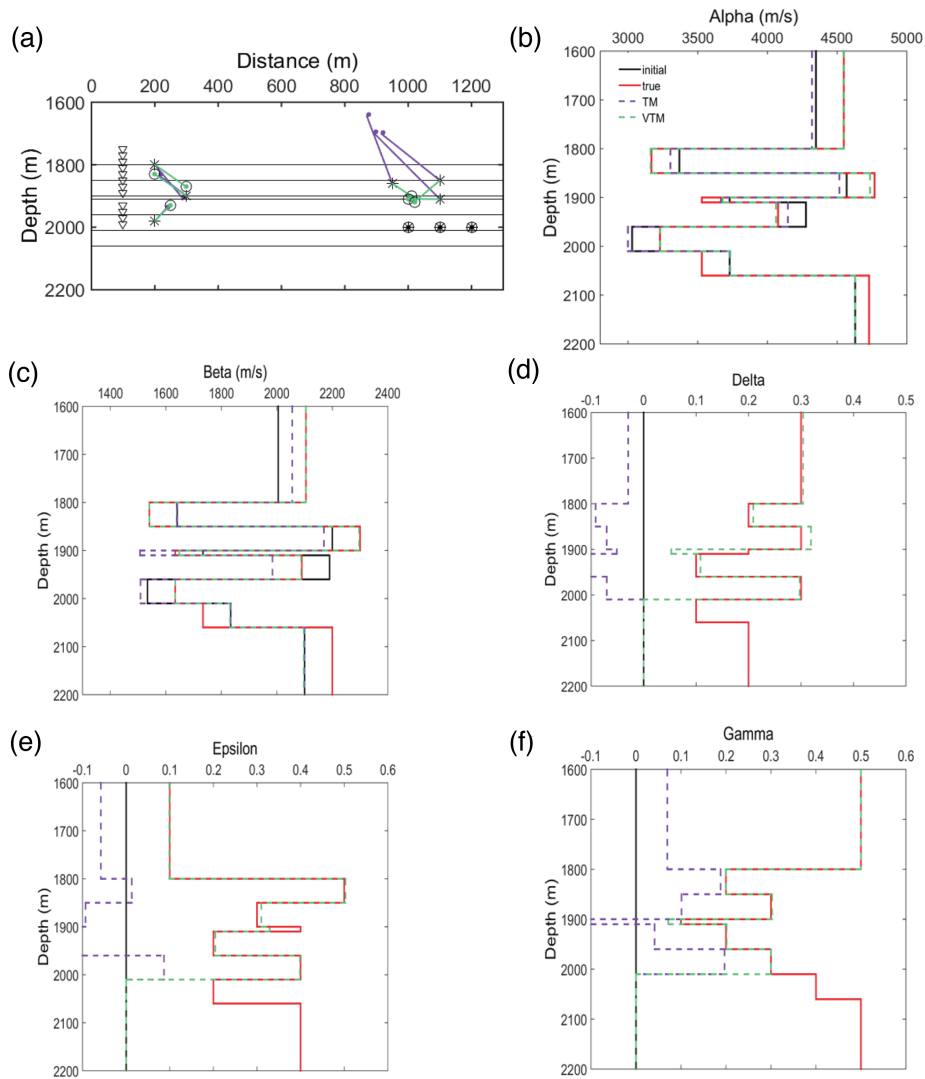 (a)
Distance (m)
0 200 400 600 800 1000 1200
Depth (m)
1600
1800
2000
2200
(b)
Alpha (m/s)
3000 3500 4000 4500 5000
Depth (m)
1600
1700
1800
1900
2000
2100
2200
initial
true
TM
VTM
(c)
Beta (m/s)
1400 1600 1800 2000 2200 2400
Depth (m)
1600
1700
1800
1900
2000
2100
2200
(d)
Delta
-0.1 0 0.1 0.2 0.3 0.4 0.5
Depth (m)
1600
1700
1800
1900
2000
2100
2200
(e)
Epsilon
-0.1 0 0.1 0.2 0.3 0.4 0.5 0.6
Depth (m)
1600
1700
1800
1900
2000
2100
2200
(f)
Gamma
-0.1 0 0.1 0.2 0.3 0.4 0.5 0.6
Depth (m)
1600
1700
1800
1900
2000
2100
2200